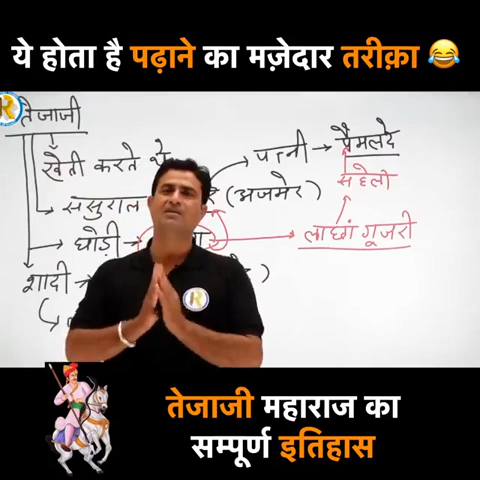 ये होता है पढ़ाने का मज़ेदार तरीक़ा 😂
तेजाजी
खेती करते थे
पत्नी → पैमलदे
सहेली
ससुराल (अजमेर)
घोड़ी → लाछां गूजरी
शादी →
R
तेजाजी महाराज का
सम्पूर्ण इतिहास